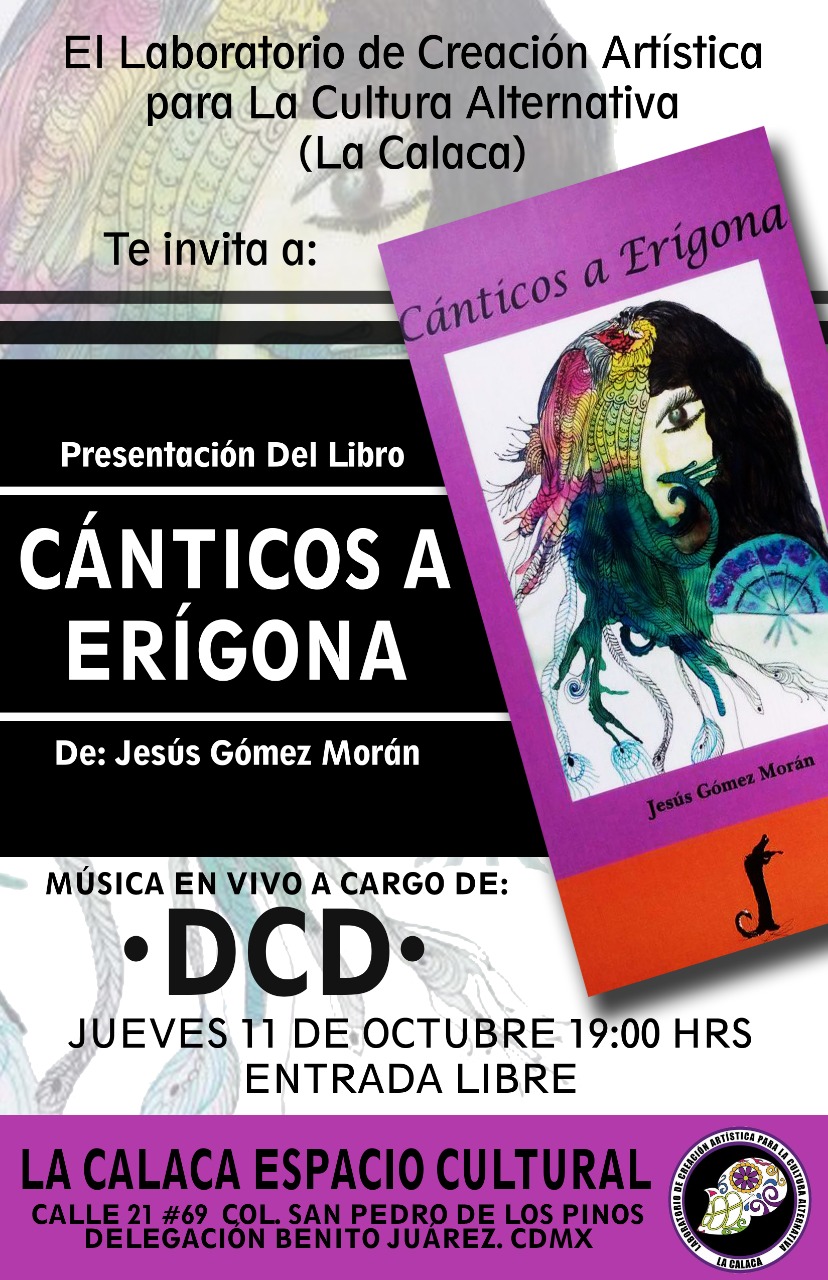 El Laboratorio de Creación Artística
para La Cultura Alternativa
(La Calaca)
Te invita a:
Cánticos a Erígona
Presentación Del Libro
CÁNTICOS A
ERÍGONA
De: Jesús Gómez Morán
Jesús Gómez Morán
MÚSICA EN VIVO A CARGO DE:
•DCD•
JUEVES 11 DE OCTUBRE 19:00 HRS
ENTRADA LIBRE
LA CALACA ESPACIO CULTURAL
CALLE 21 #69 COL. SAN PEDRO DE LOS PINOS
DELEGACIÓN BENITO JUÁREZ. CDMX
LABORATORIO DE CREACIÓN ARTÍSTICA PARA LA CULTURA ALTERNATIVA
LA CALACA